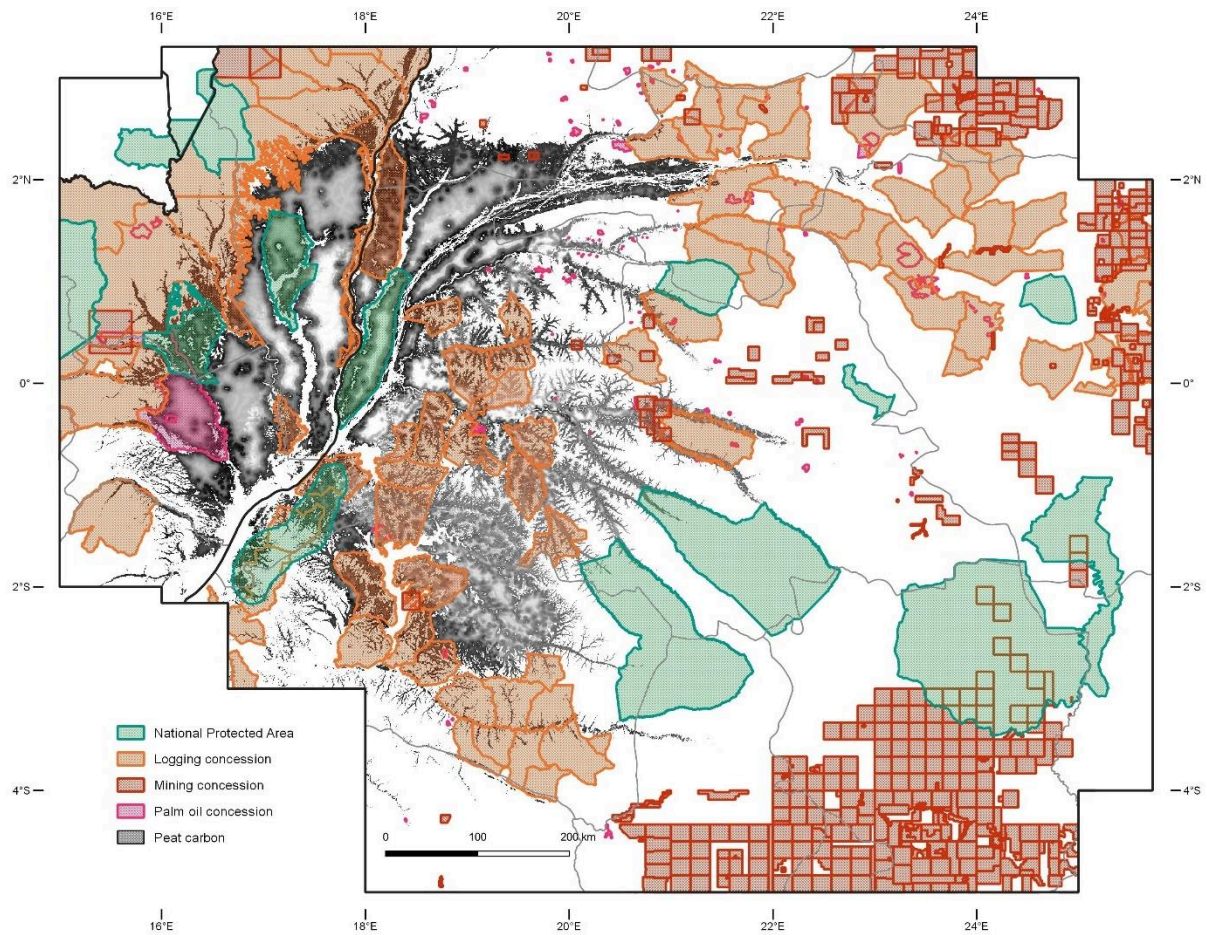 16°E 18°E 20°E 22°E 24°E
2°N
0°
2°S
4°S
2°N
0°
2°S
4°S
National Protected Area
Logging concession
Mining concession
Palm oil concession
Peat carbon
0 100 200 km
16°E 18°E 20°E 22°E 24°E